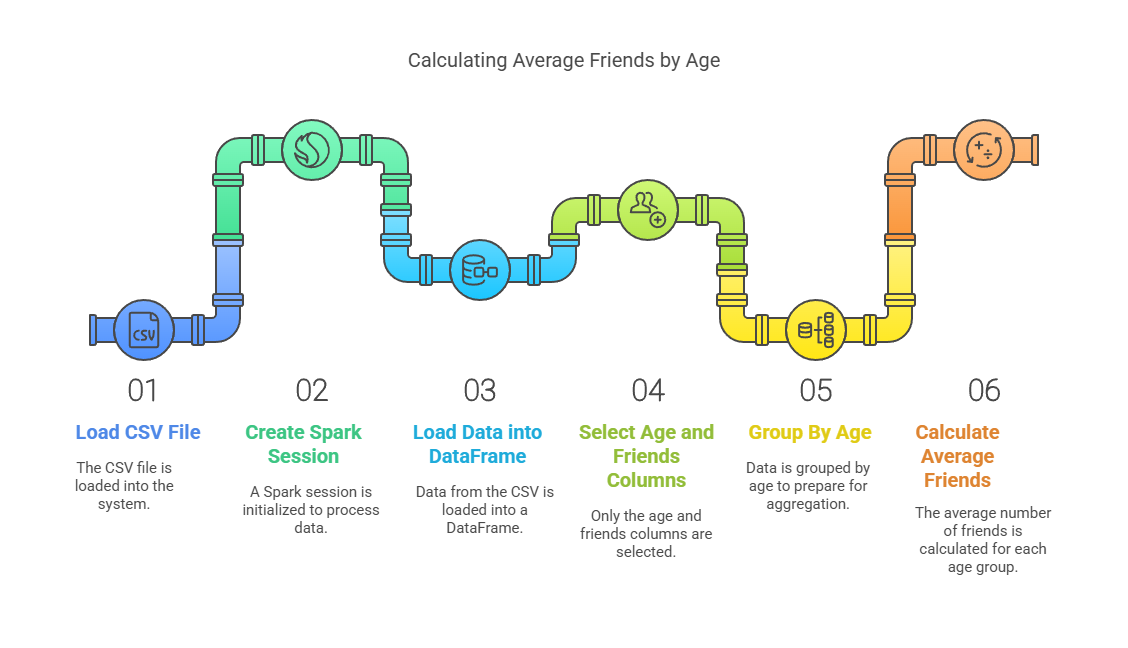 Calculating Average Friends by Age
CSV
01
Load CSV File
The CSV file is
loaded into the
system.
02
Create Spark
Session
A Spark session is
initialized to process
data.
03
Load Data into
DataFrame
Data from the CSV is
loaded into a
DataFrame.
04
Select Age and
Friends
Columns
Only the age and
friends columns are
selected.
05
Group By Age
Data is grouped by
age to prepare for
aggregation.
06
Calculate
Average
Friends
The average number
of friends is
calculated for each
age group.